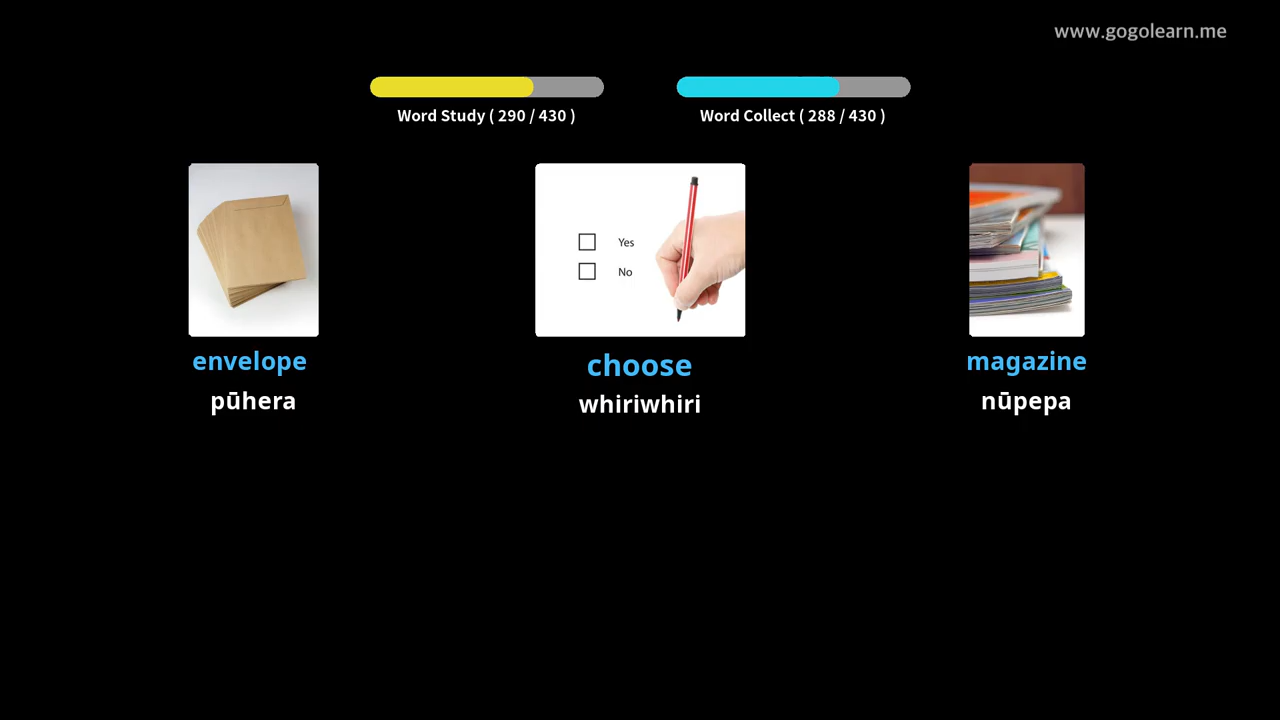 www.gogolearn.me
Word Study ( 290 / 430 )
Word Collect ( 288 / 430 )
Yes
No
envelope
pūhera
choose
whiriwhiri
magazine
nūpepa